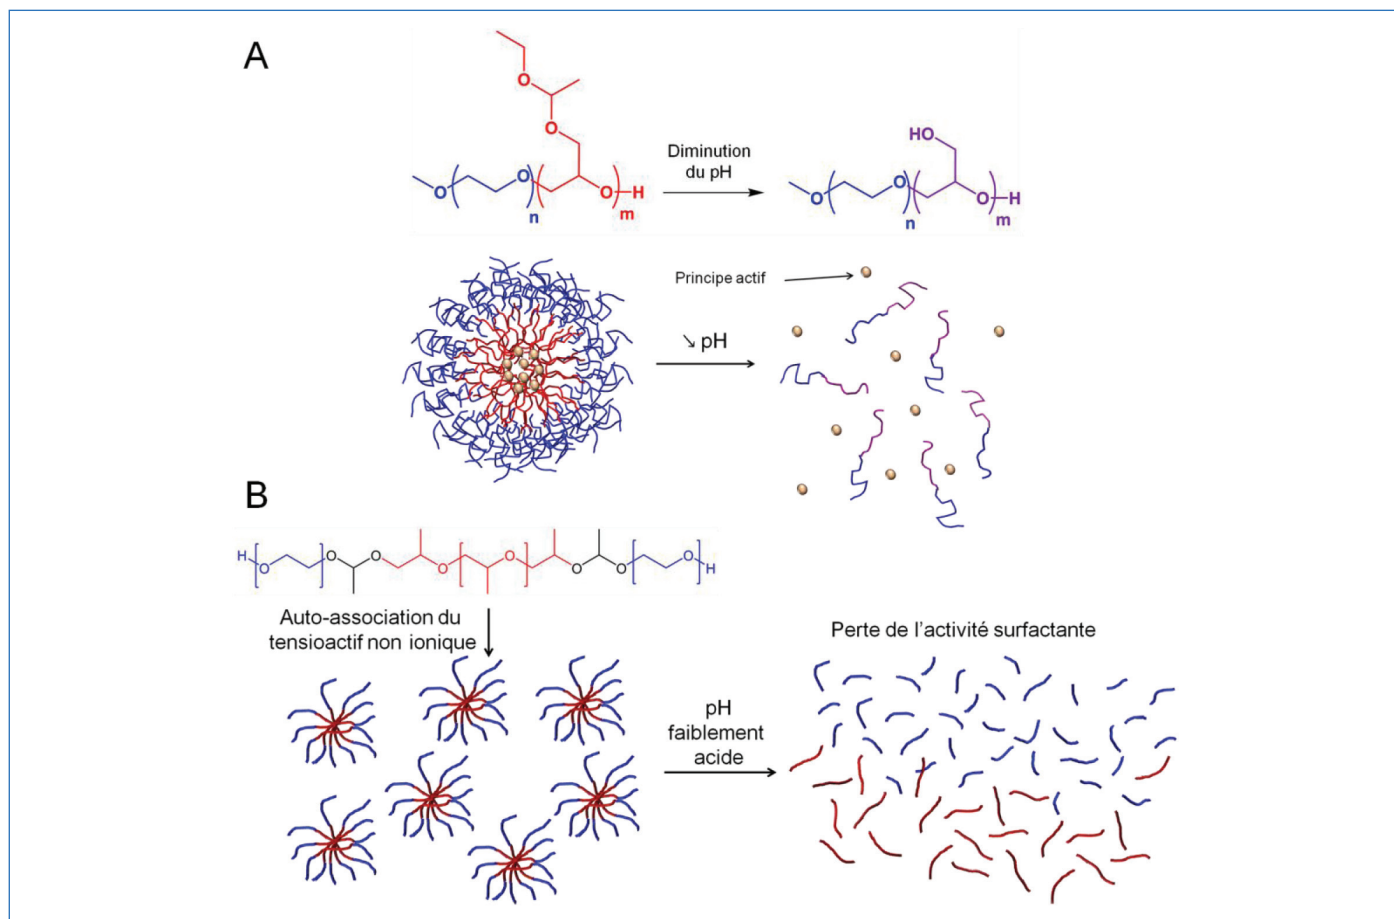 A
O
O
O
O
O
H
n
m
Diminution
du pH
HO
O
O
O
H
n
m
Principe actif
↘ pH
B
H
O
O
O
O
O
O
O
O
O
H
Auto-association du
tensioactif non ionique
Perte de l’activité surfactante
pH
faiblement
acide